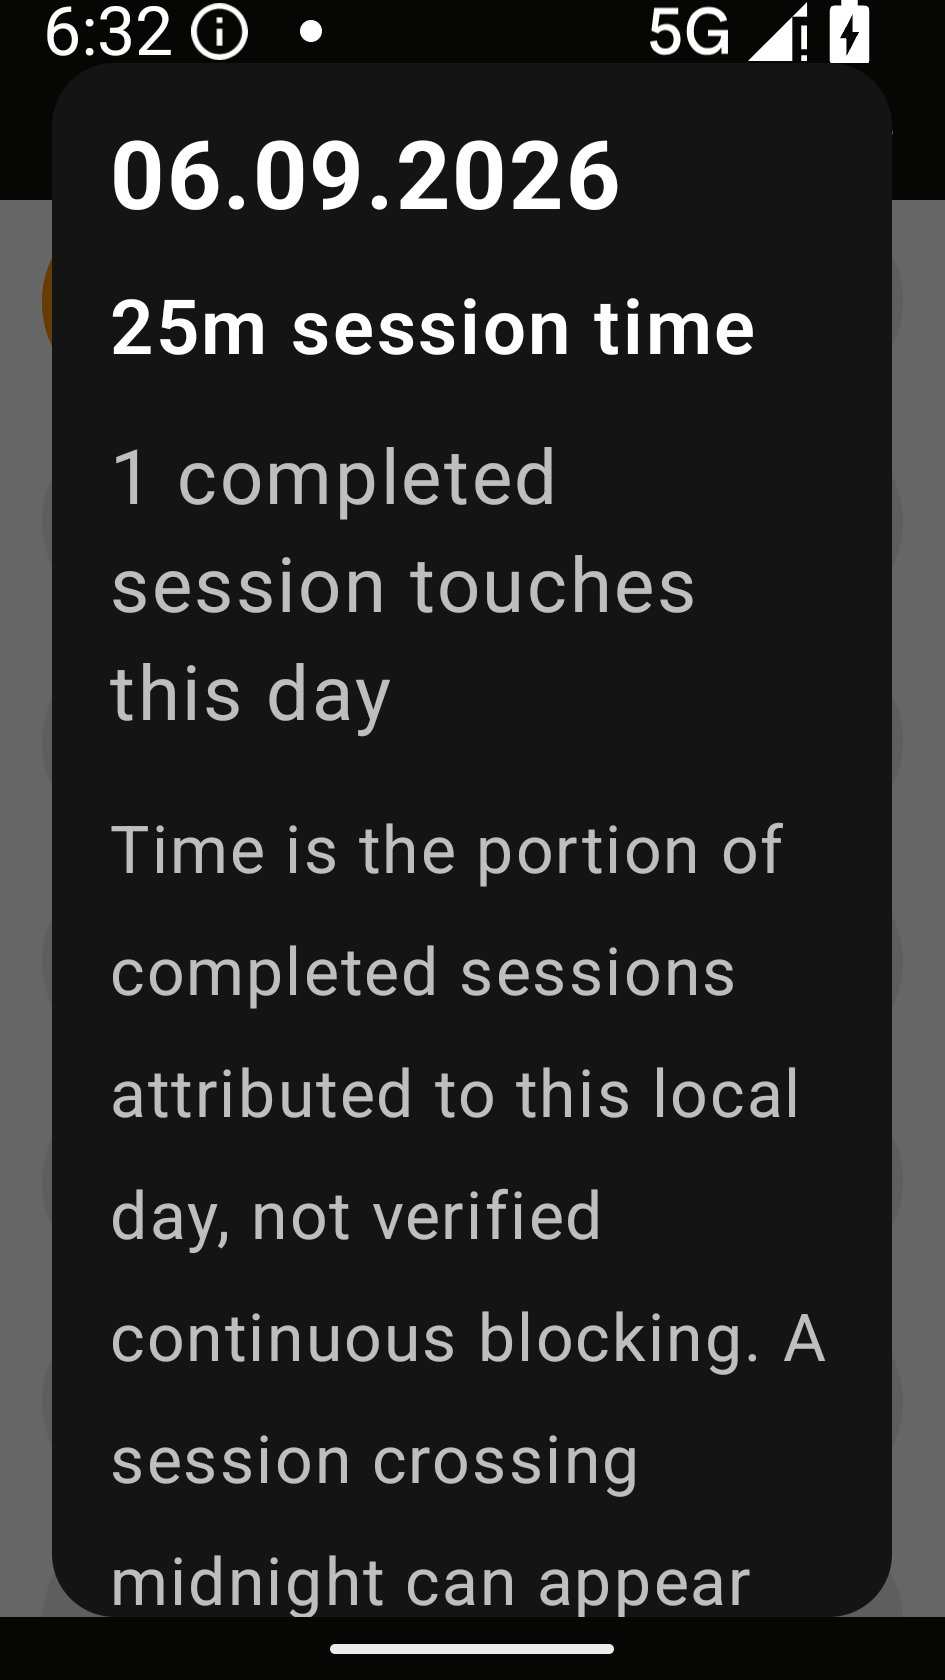 6:32
5G
06.09.2026
25m session time
1 completed
session touches
this day
Time is the portion of
completed sessions
attributed to this local
day, not verified
continuous blocking. A
session crossing
midnight can appear